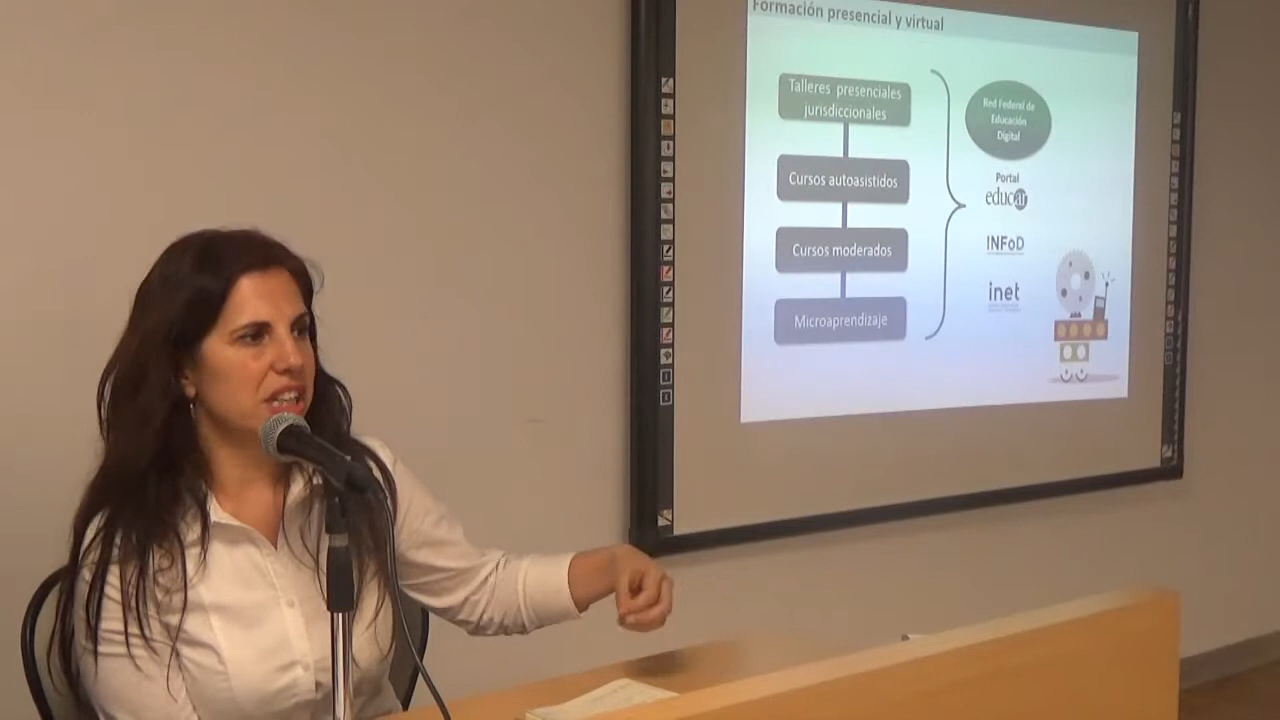 Formación presencial y virtual
Talleres presenciales
jurisdiccionales
Cursos autoasistidos
Cursos moderados
Microaprendizaje
Red Federal de
Educación
Digital
Portal
educ.ar
INFoD
inet